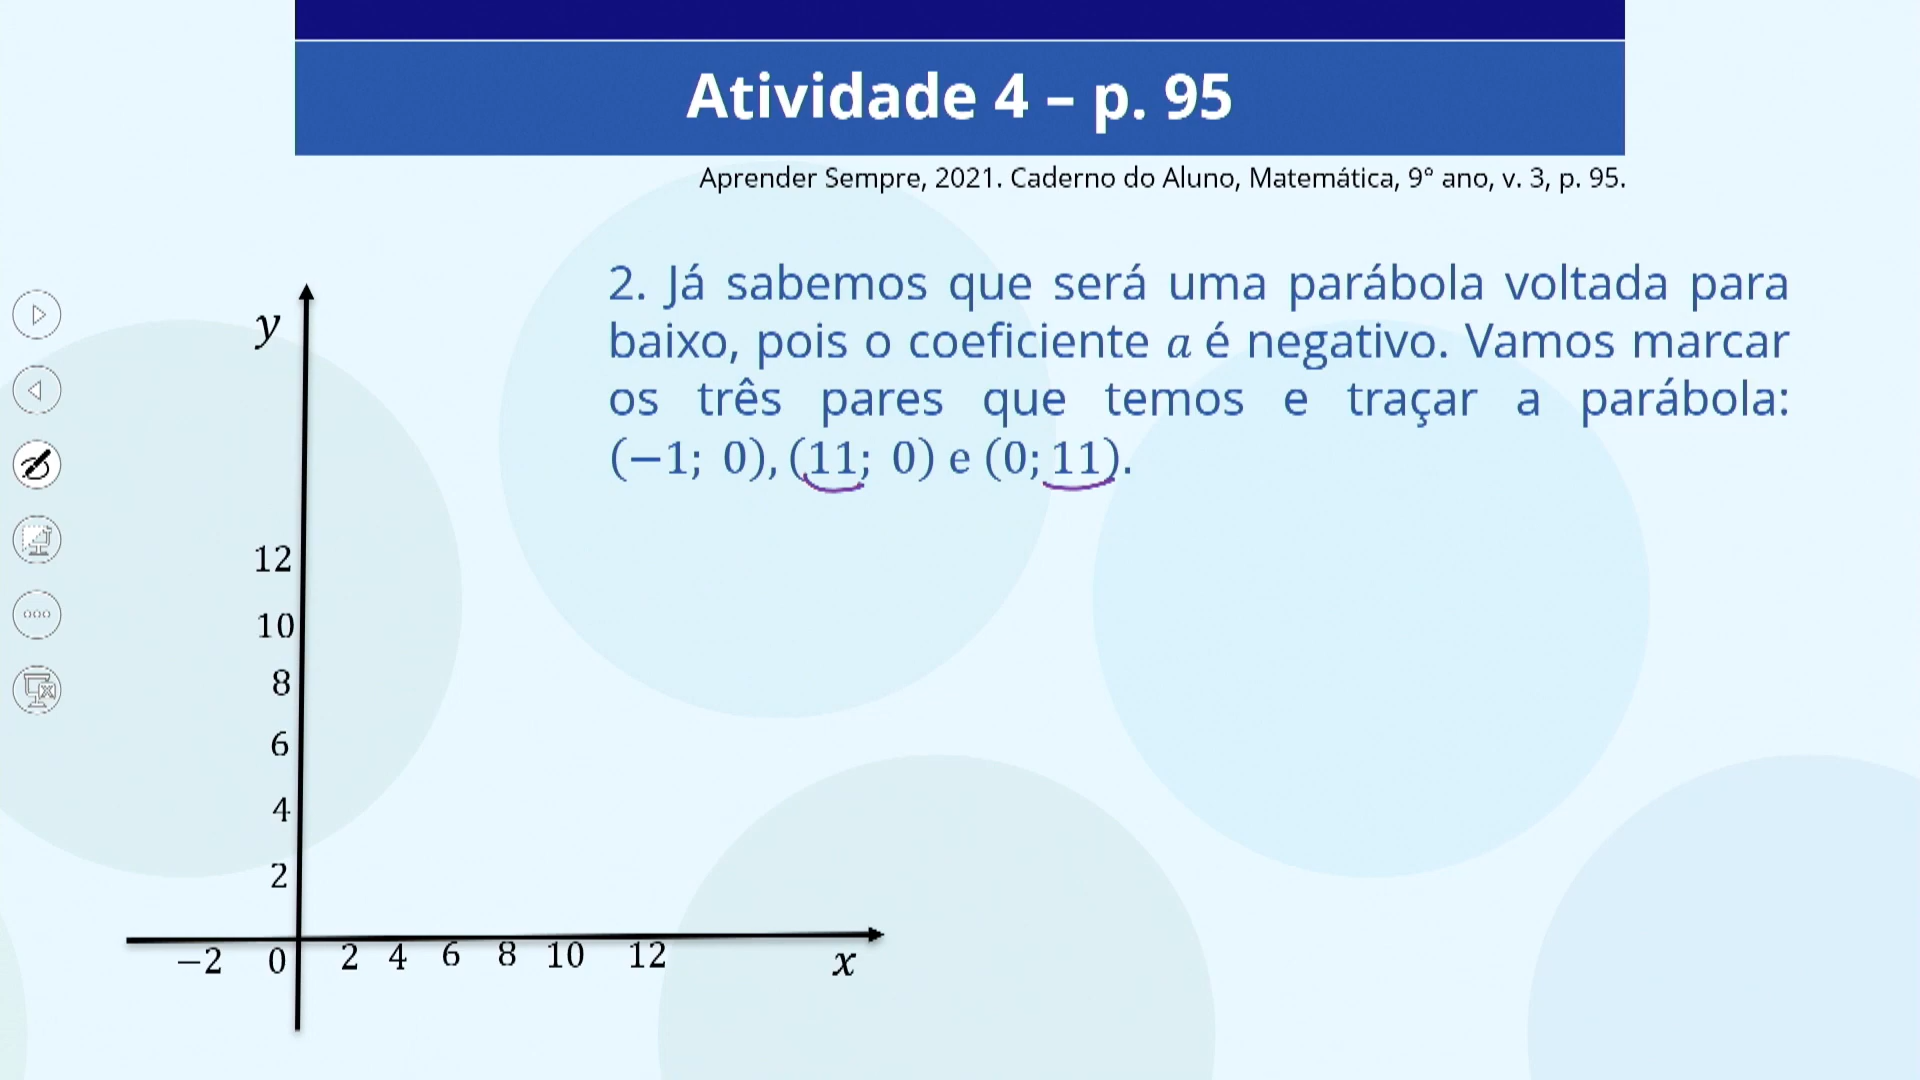 Atividade 4 – p. 95
Aprender Sempre, 2021. Caderno do Aluno, Matemática, 9° ano, v. 3, p. 95.
2. Já sabemos que será uma parábola voltada para
baixo, pois o coeficiente a é negativo. Vamos marcar
os três pares que temos e traçar a parábola:
(−1; 0), (11; 0) e (0; 11).
y
12
10
8
6
4
2
−2 0 2 4 6 8 10 12 x